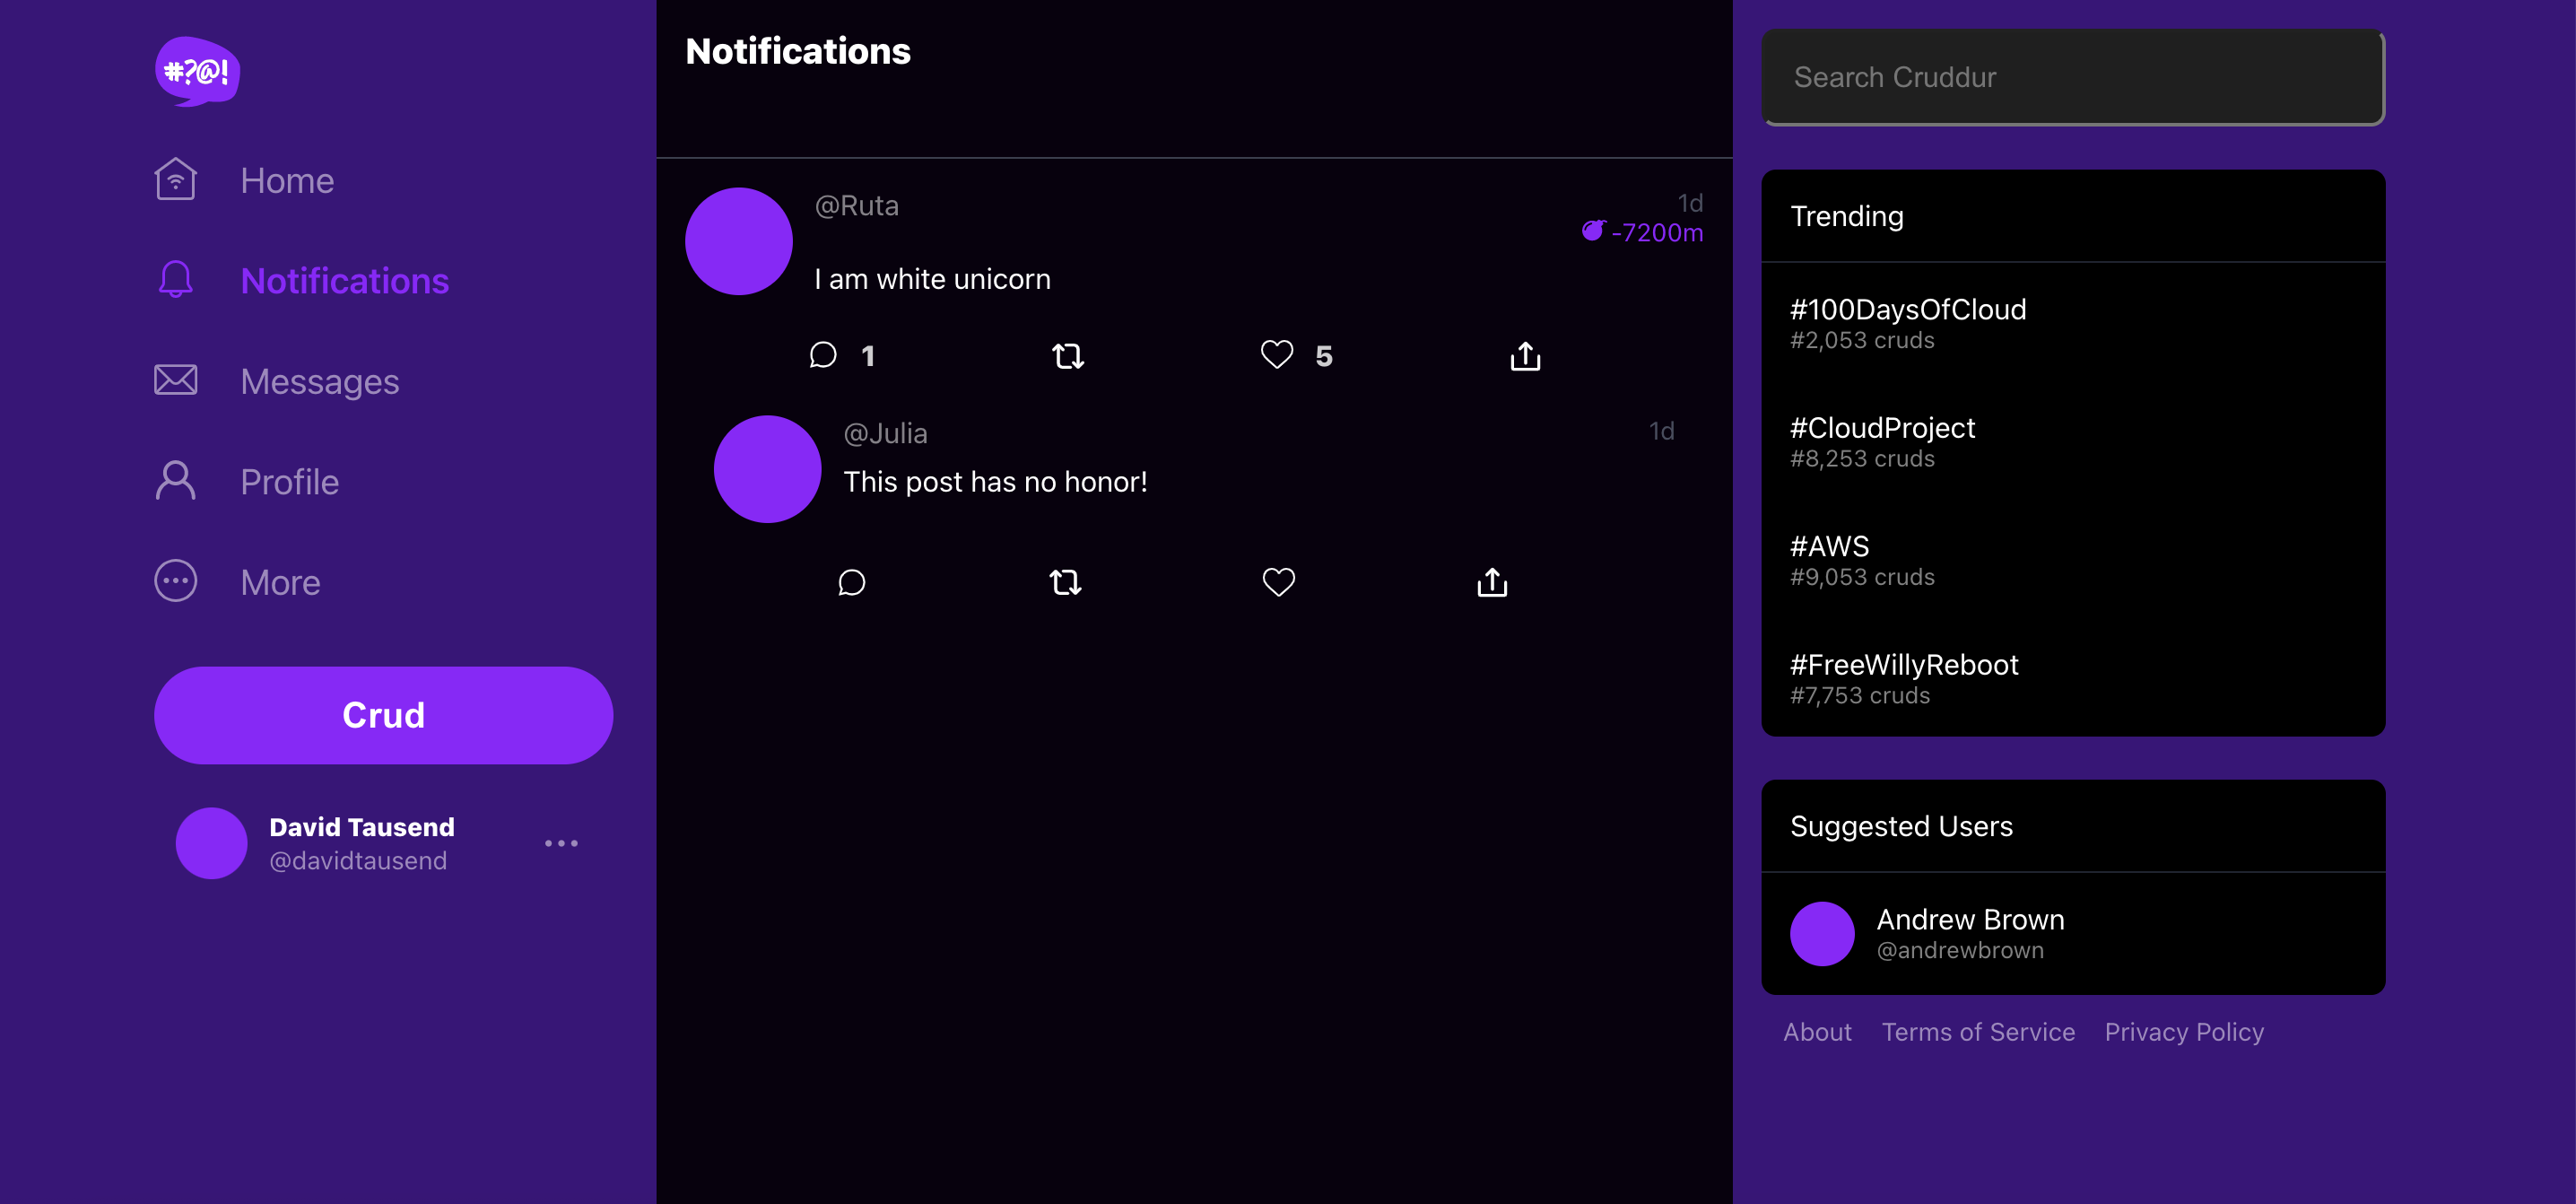 #?@!
Home
Notifications
Messages
Profile
More
Crud
David Tausend
@davidtausend
Notifications
@Ruta
1d
-7200m
I am white unicorn
1
5
@Julia
1d
This post has no honor!
Search Cruddur
Trending
#100DaysOfCloud
#2,053 cruds
#CloudProject
#8,253 cruds
#AWS
#9,053 cruds
#FreeWillyReboot
#7,753 cruds
Suggested Users
Andrew Brown
@andrewbrown
About Terms of Service Privacy Policy